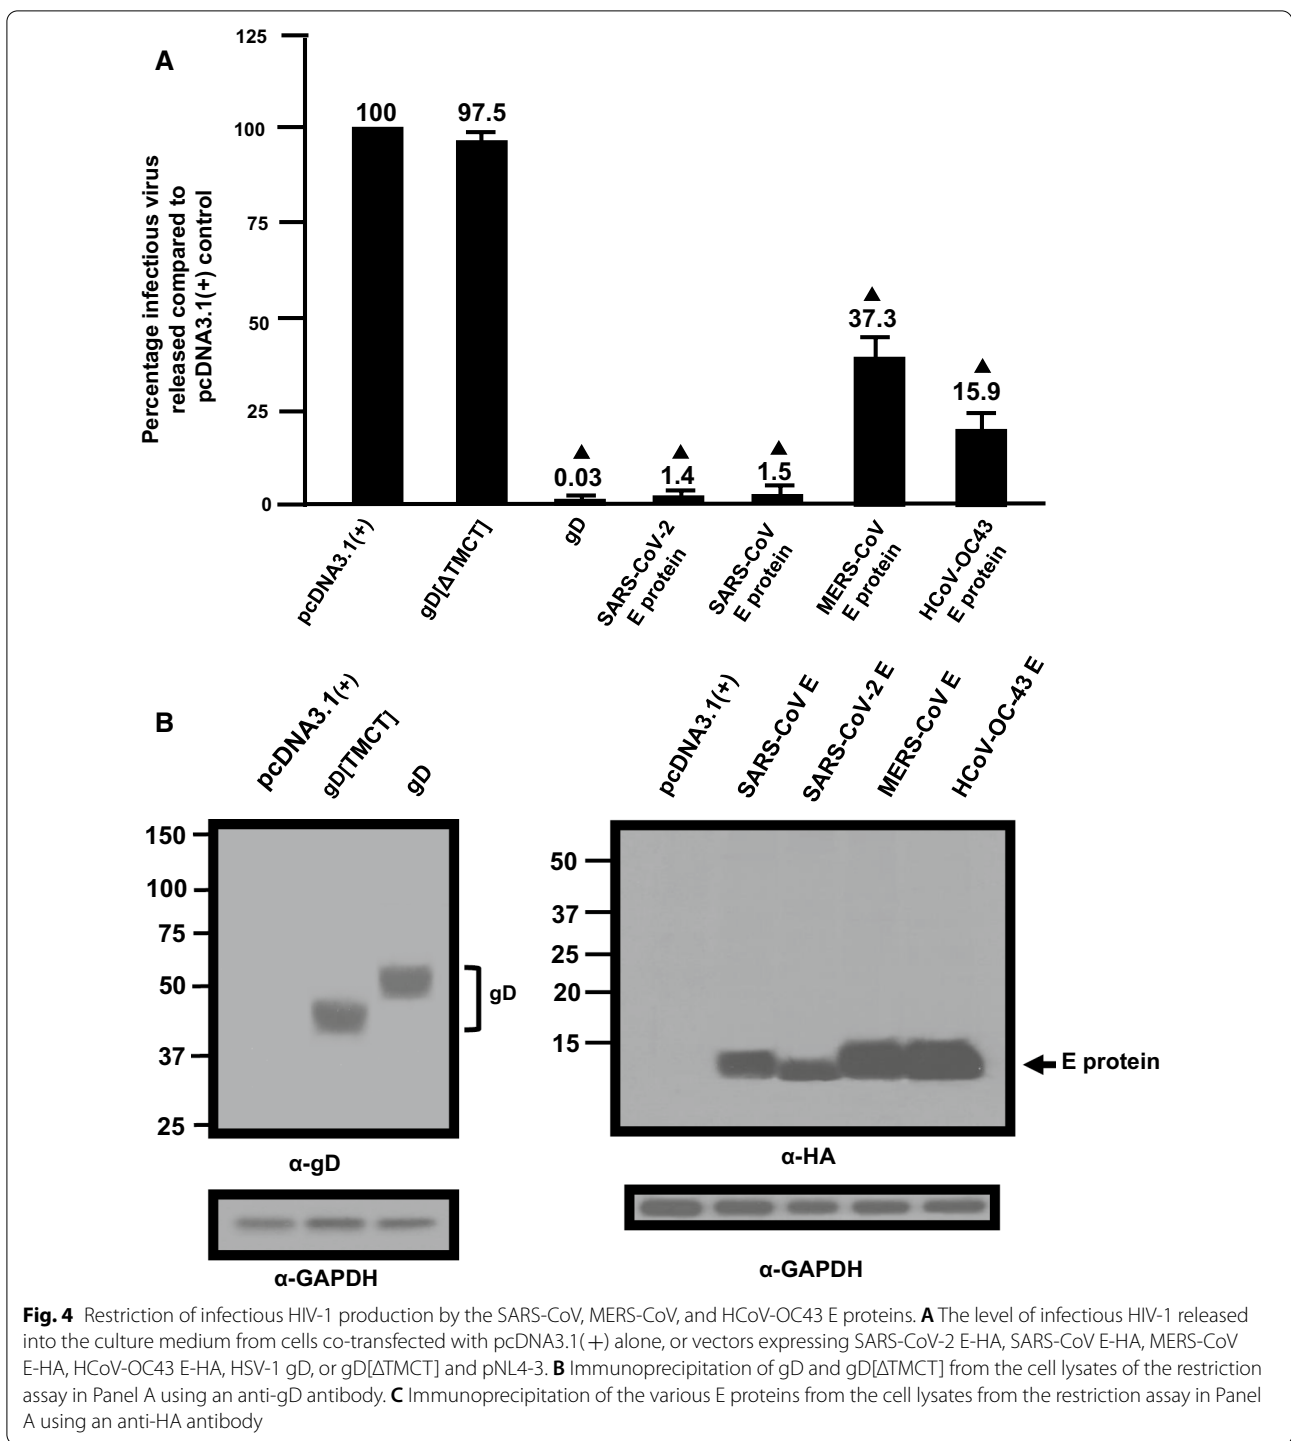 A
125
100
75
50
25
0
Percentage infectious virus
released compared to
pcDNA3.1(+) control
100
97.5
▲
0.03
▲
1.4
▲
1.5
▲
37.3
▲
15.9
pcDNA3.1(+)
gD[ΔTMCT]
gD
SARS-CoV-2
E protein
SARS-CoV
E protein
MERS-CoV
E protein
HCoV-OC43
E protein
B
pcDNA3.1(+)
gD[TMCT]
gD
150
100
75
50
37
25
gD
α-gD
α-GAPDH
pcDNA3.1(+)
SARS-CoV E
SARS-CoV-2 E
MERS-CoV E
HCoV-OC-43 E
50
37
25
20
15
E protein
α-HA
α-GAPDH
Fig. 4 Restriction of infectious HIV-1 production by the SARS-CoV, MERS-CoV, and HCoV-OC43 E proteins. A The level of infectious HIV-1 released
into the culture medium from cells co-transfected with pcDNA3.1(+) alone, or vectors expressing SARS-CoV-2 E-HA, SARS-CoV E-HA, MERS-CoV
E-HA, HCoV-OC43 E-HA, HSV-1 gD, or gD[ΔTMCT] and pNL4-3. B Immunoprecipitation of gD and gD[ΔTMCT] from the cell lysates of the restriction
assay in Panel A using an anti-gD antibody. C Immunoprecipitation of the various E proteins from the cell lysates from the restriction assay in Panel
A using an anti-HA antibody